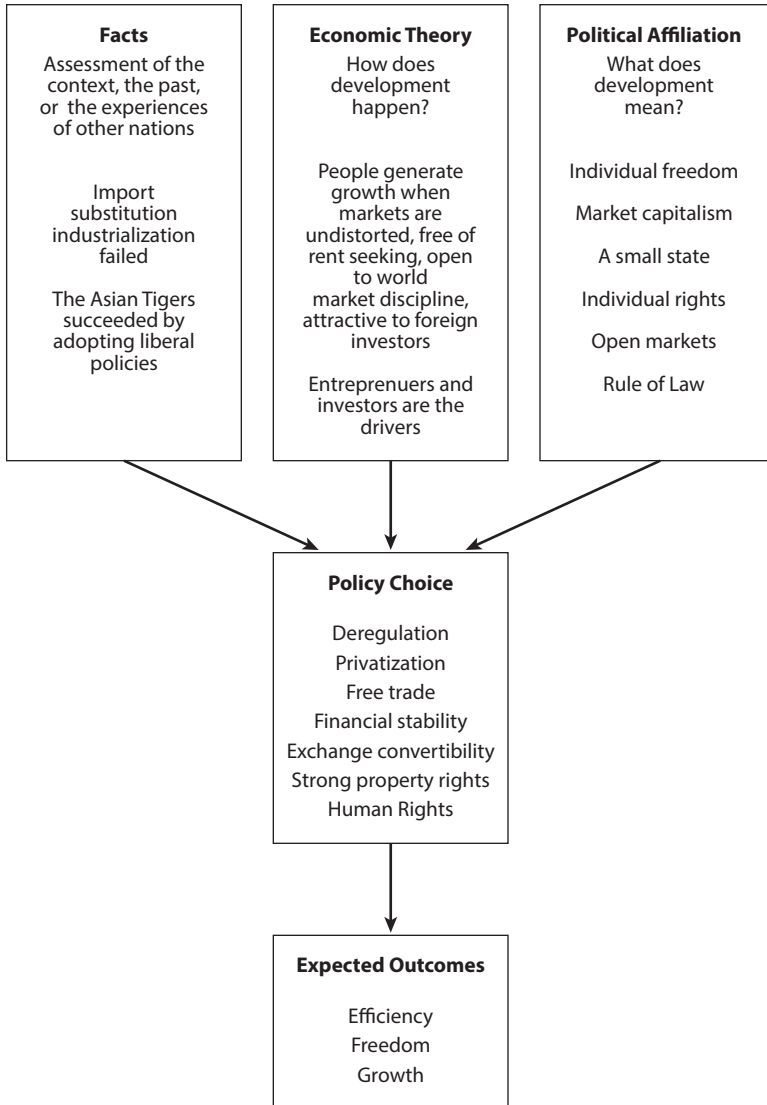 Facts
Assessment of the
context, the past,
or the experiences
of other nations
Import
substitution
industrialization
failed
The Asian Tigers
succeeded by
adopting liberal
policies
Economic Theory
How does
development
happen?
People generate
growth when
markets are
undistorted, free of
rent seeking, open
to world
market discipline,
attractive to foreign
investors
Entreprenuers and
investors are the
drivers
Political Affiliation
What does
development
mean?
Individual freedom
Market capitalism
A small state
Individual rights
Open markets
Rule of Law
Policy Choice
Deregulation
Privatization
Free trade
Financial stability
Exchange convertibility
Strong property rights
Human Rights
Expected Outcomes
Efficiency
Freedom
Growth